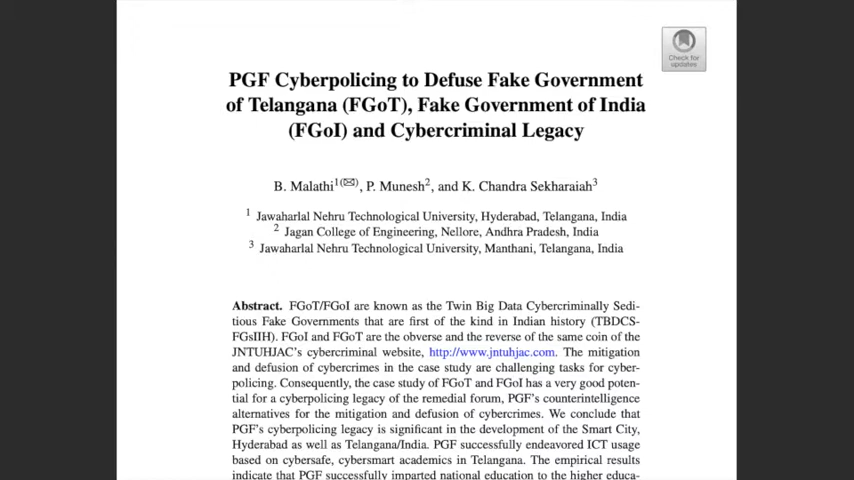 Check for
updates
PGF Cyberpolicing to Defuse Fake Government
of Telangana (FGoT), Fake Government of India
(FGoI) and Cybercriminal Legacy
B. Malathi1(✉), P. Munesh2, and K. Chandra Sekharaiah3
1 Jawaharlal Nehru Technological University, Hyderabad, Telangana, India
2 Jagan College of Engineering, Nellore, Andhra Pradesh, India
3 Jawaharlal Nehru Technological University, Manthani, Telangana, India
Abstract. FGoT/FGoI are known as the Twin Big Data Cybercriminally Sedi-
tious Fake Governments that are first of the kind in Indian history (TBDCS-
FGsIIH). FGoI and FGoT are the obverse and the reverse of the same coin of the
JNTUHJAC's cybercriminal website, http://www.jntuhjac.com. The mitigation
and defusion of cybercrimes in the case study are challenging tasks for cyber-
policing. Consequently, the case study of FGoT and FGoI has a very good poten-
tial for a cyberpolicing legacy of the remedial forum, PGF's counterintelligence
alternatives for the mitigation and defusion of cybercrimes. We conclude that
PGF's cyberpolicing legacy is significant in the development of the Smart City,
Hyderabad as well as Telangana/India. PGF successfully endeavored ICT usage
based on cybersafe, cybersmart academics in Telangana. The empirical results
indicate that PGF successfully imparted national education to the higher educa-